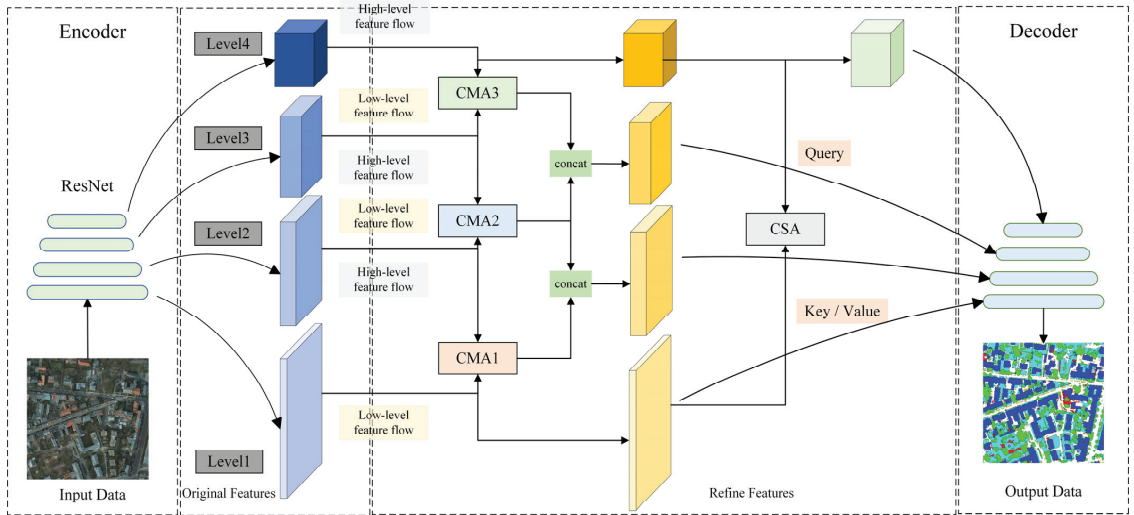 Encoder
ResNet
Input Data
Level4
Level3
Level2
Level1
Original Features
High-level
feature flow
Low-level
feature flow
High-level
feature flow
Low-level
feature flow
High-level
feature flow
Low-level
feature flow
CMA3
CMA2
CMA1
concat
concat
Query
CSA
Key / Value
Refine Features
Decoder
Output Data